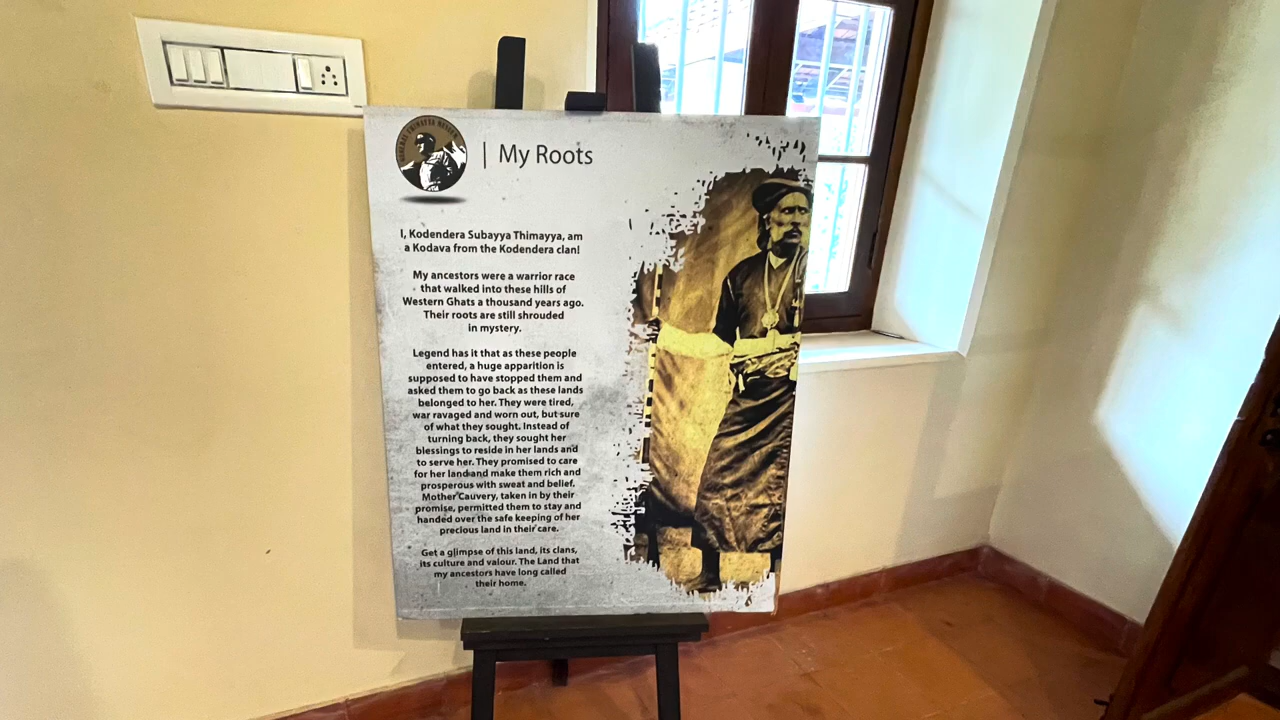 GENERAL THIMAYYA MUSEUM
| My Roots
I, Kodendera Subayya Thimayya, am
a Kodava from the Kodendera clan!
My ancestors were a warrior race
that walked into these hills of
Western Ghats a thousand years ago.
Their roots are still shrouded
in mystery.
Legend has it that as these people
entered, a huge apparition is
supposed to have stopped them and
asked them to go back as these lands
belonged to her. They were tired,
war ravaged and worn out, but sure
of what they sought. Instead of
turning back, they sought her
blessings to reside in her lands and
to serve her. They promised to care
for her land and make them rich and
prosperous with sweat and belief.
Mother Cauvery, taken in by their
promise, permitted them to stay and
handed over the safe keeping of her
precious land in their care.
Get a glimpse of this land, its clans,
its culture and valour. The Land that
my ancestors have long called
their home.